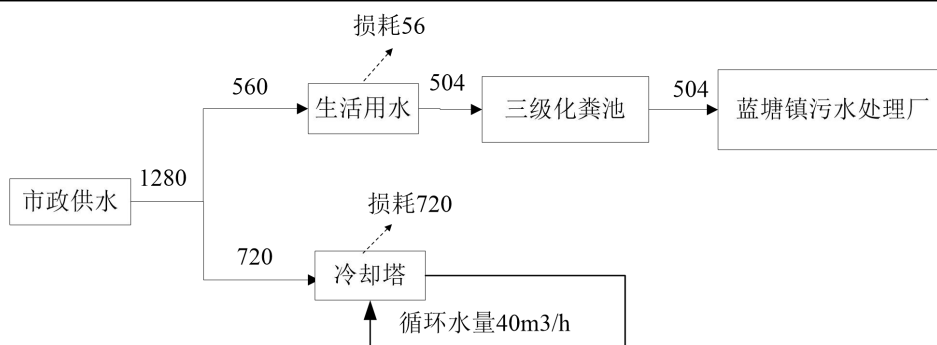 损耗56
560
生活用水
504
三级化粪池
504
蓝塘镇污水处理厂
市政供水
1280
损耗720
720
冷却塔
循环水量40m3/h